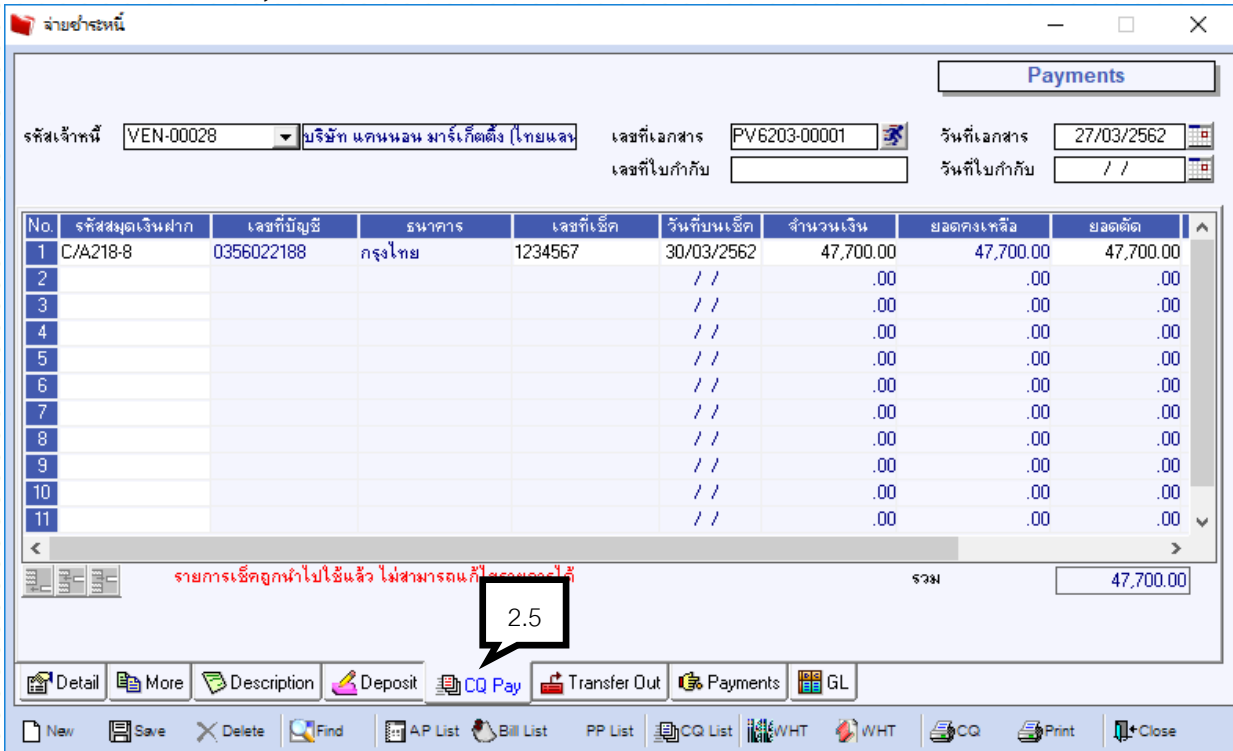 จ่ายชำระหนี้
Payments
รหัสเจ้าหนี้ VEN-00028 บริษัท แคนนอน มาร์เก็ตติ้ง (ไทยแลน เลขที่เอกสาร PV6203-00001 วันที่เอกสาร 27/03/2562
เลขที่ใบกำกับ วันที่ใบกำกับ / /
No. รหัสสมุดเงินฝาก เลขที่บัญชี ธนาคาร เลขที่เช็ค วันที่บนเช็ค จำนวนเงิน ยอดคงเหลือ ยอดตัด
1 C/A218-8 0356022188 กรุงไทย 1234567 30/03/2562 47,700.00 47,700.00 47,700.00
2 / / .00 .00 .00
3 / / .00 .00 .00
4 / / .00 .00 .00
5 / / .00 .00 .00
6 / / .00 .00 .00
7 / / .00 .00 .00
8 / / .00 .00 .00
9 / / .00 .00 .00
10 / / .00 .00 .00
11 / / .00 .00 .00
รายการเช็คถูกนำไปใช้แล้ว ไม่สามารถแก้ไขรายการได้ รวม 47,700.00
2.5
Detail More Description Deposit CQ Pay Transfer Out Payments GL
New Save Delete Find AP List Bill List PP List CQ List WHT WHT CQ Print Close